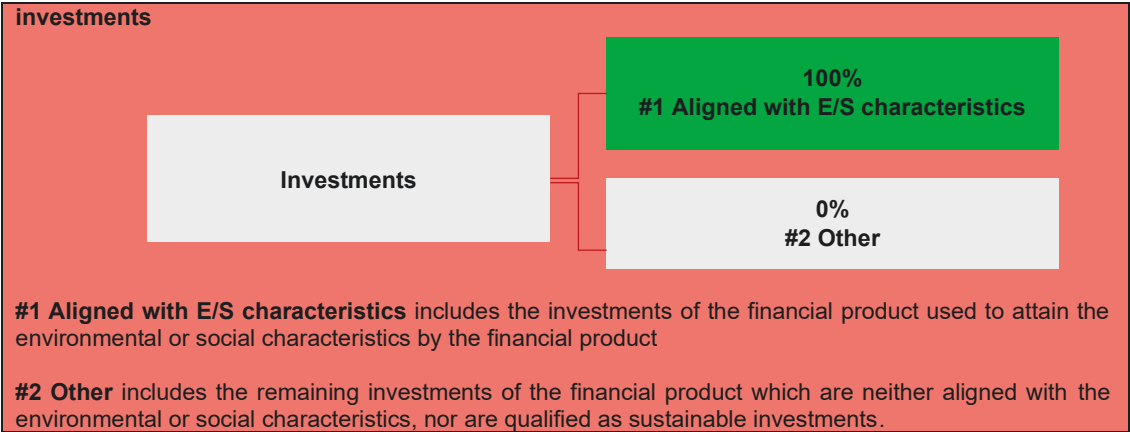 investments
100%
#1 Aligned with E/S characteristics
Investments
0%
#2 Other
#1 Aligned with E/S characteristics includes the investments of the financial product used to attain the
environmental or social characteristics by the financial product
#2 Other includes the remaining investments of the financial product which are neither aligned with the
environmental or social characteristics, nor are qualified as sustainable investments.